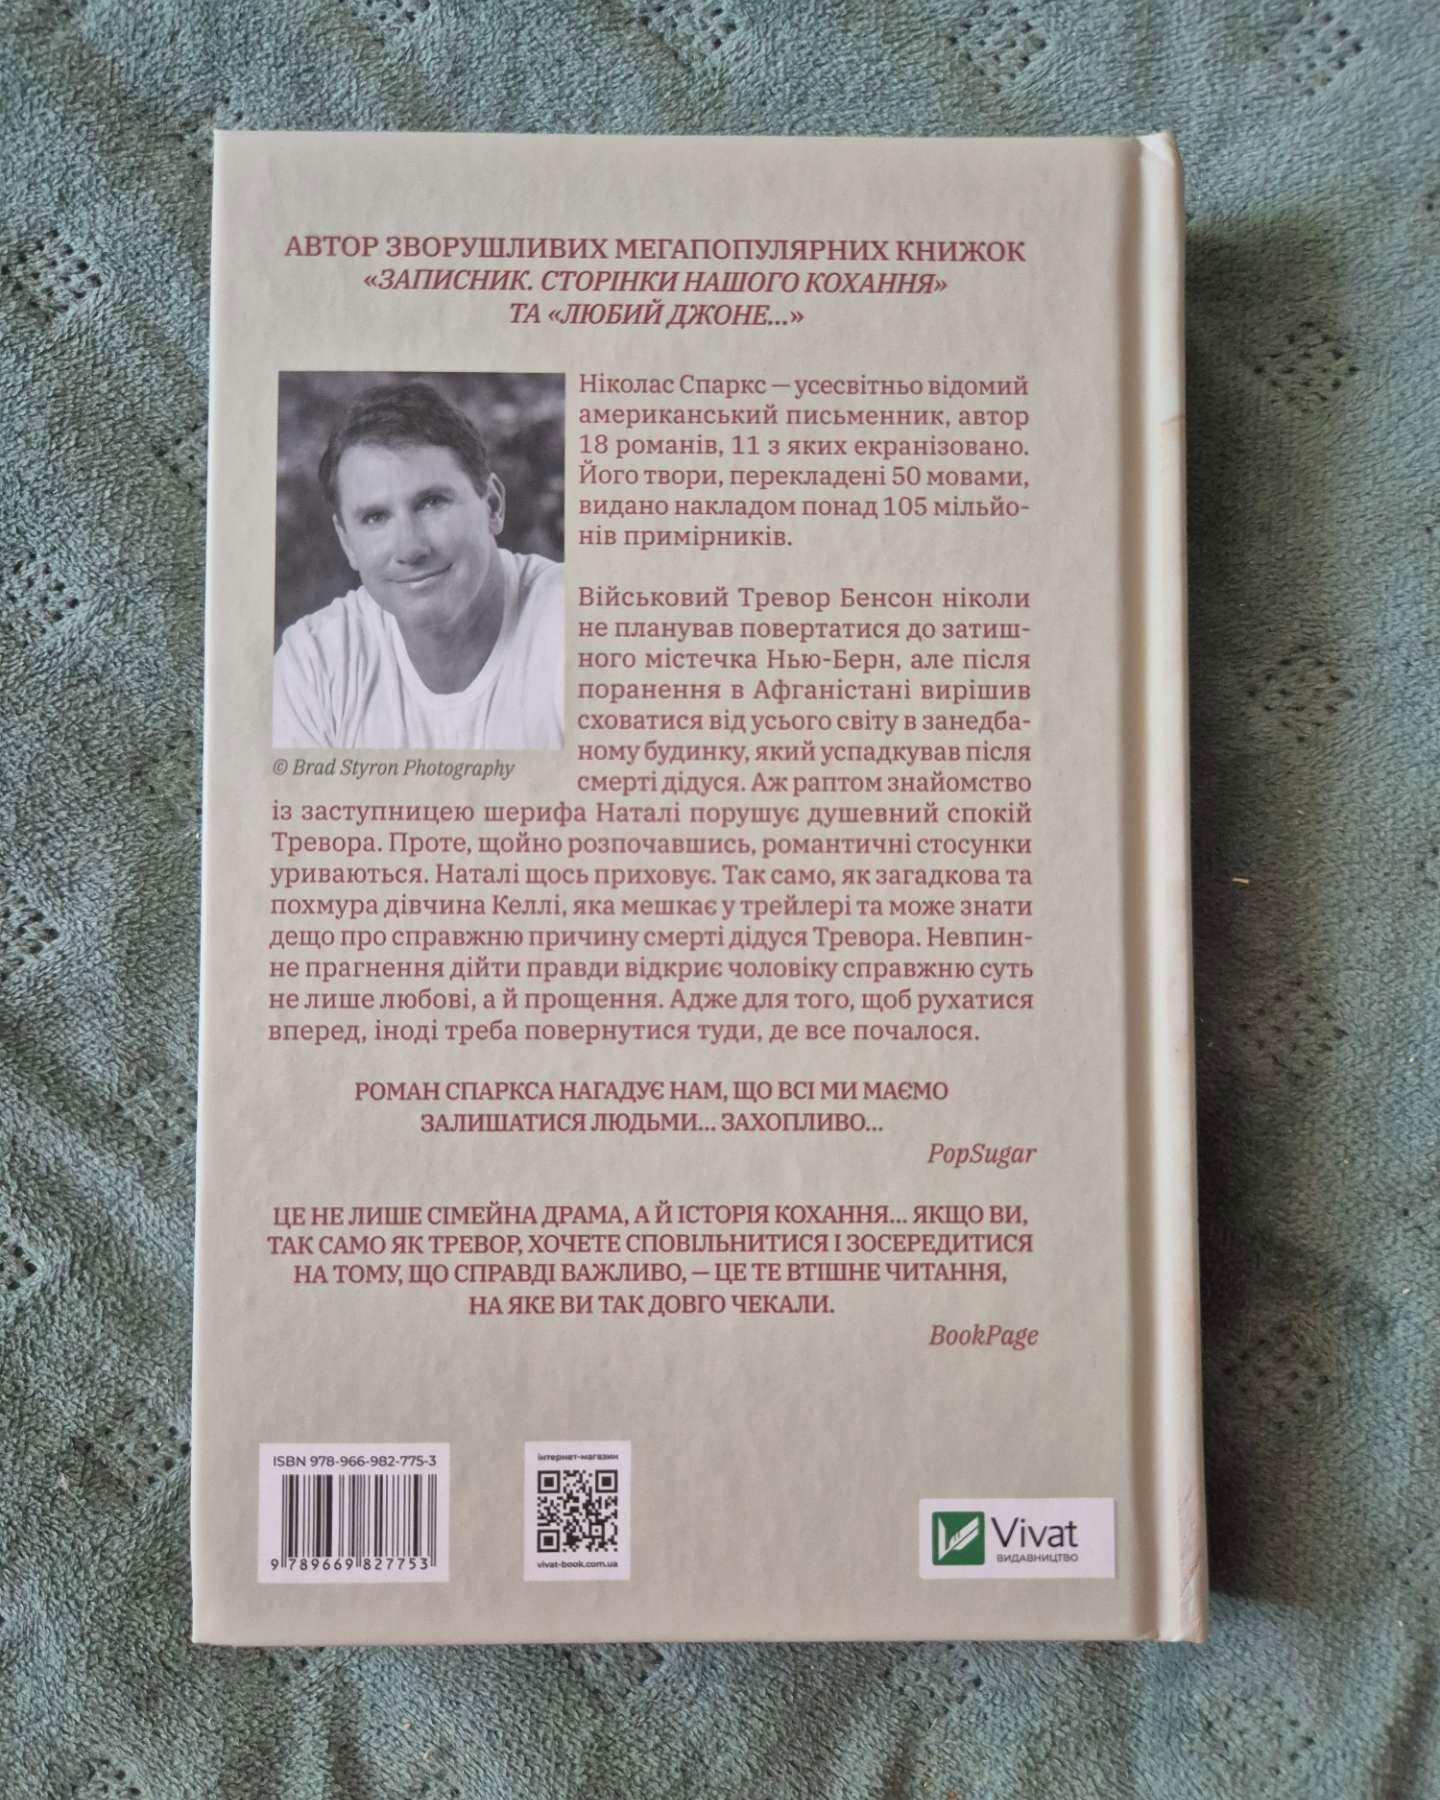 АВТОР ЗВОРУШЛИВИХ МЕГАПОПУЛЯРНИХ КНИЖОК
«ЗАПИСНИК. СТОРІНКИ НАШОГО КОХАННЯ»
ТА «ЛЮБИЙ ДЖОНЕ...»
Ніколас Спаркс — усесвітньо відомий
американський письменник, автор
18 романів, 11 з яких екранізовано.
Його твори, перекладені 50 мовами,
видано накладом понад 105 мільйо-
нів примірників.
Військовий Тревор Бенсон ніколи
не планував повертатися до затиш-
ного містечка Нью-Берн, але після
поранення в Афганістані вирішив
сховатися від усього світу в занедба-
ному будинку, який успадкував після
смерті дідуся. Аж раптом знайомство
© Brad Styron Photography
із заступницею шерифа Наталі порушує душевний спокій
Тревора. Проте, щойно розпочавшись, романтичні стосунки
уриваються. Наталі щось приховує. Так само, як загадкова та
похмура дівчина Келлі, яка мешкає у трейлері та може знати
дещо про справжню причину смерті дідуся Тревора. Невпин-
не прагнення дійти правди відкриє чоловіку справжню суть
не лише любові, а й прощення. Адже для того, щоб рухатися
вперед, іноді треба повернутися туди, де все почалося.
РОМАН СПАРКСА НАГАДУЄ НАМ, ЩО ВСІ МИ МАЄМО
ЗАЛИШАТИСЯ ЛЮДЬМИ... ЗАХОПЛИВО...
PopSugar
ЦЕ НЕ ЛИШЕ СІМЕЙНА ДРАМА, А Й ІСТОРІЯ КОХАННЯ... ЯКЩО ВИ,
ТАК САМО ЯК ТРЕВОР, ХОЧЕТЕ СПОВІЛЬНИТИСЯ І ЗОСЕРЕДИТИСЯ
НА ТОМУ, ЩО СПРАВДІ ВАЖЛИВО, — ЦЕ ТЕ ВТІШНЕ ЧИТАННЯ,
НА ЯКЕ ВИ ТАК ДОВГО ЧЕКАЛИ.
BookPage
ISBN 978-966-982-775-3
9 789669 827753
інтернет-магазин
vivat-book.com.ua
Vivat
ВИДАВНИЦТВО